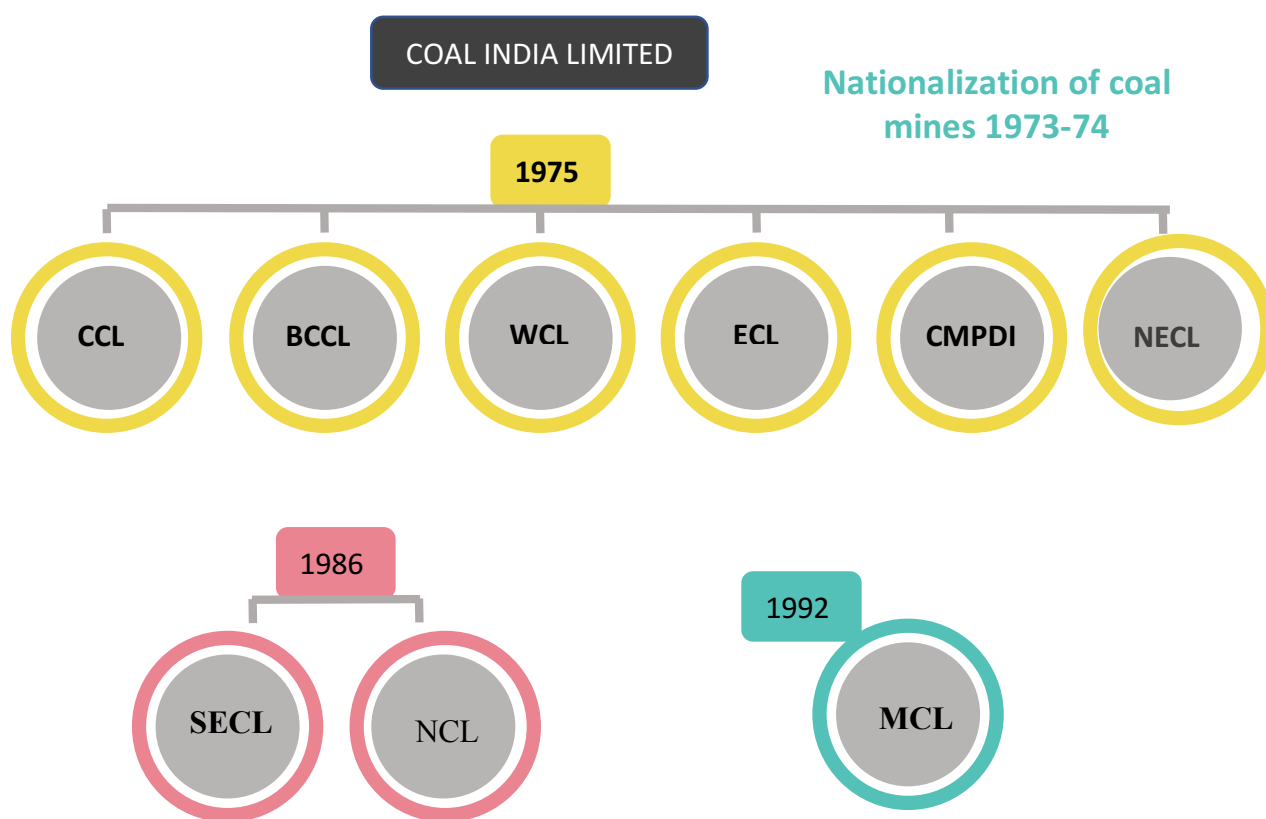 COAL INDIA LIMITED
Nationalization of coal
mines 1973-74
1975
CCL
BCCL
WCL
ECL
CMPDI
NECL
1986
SECL
NCL
1992
MCL